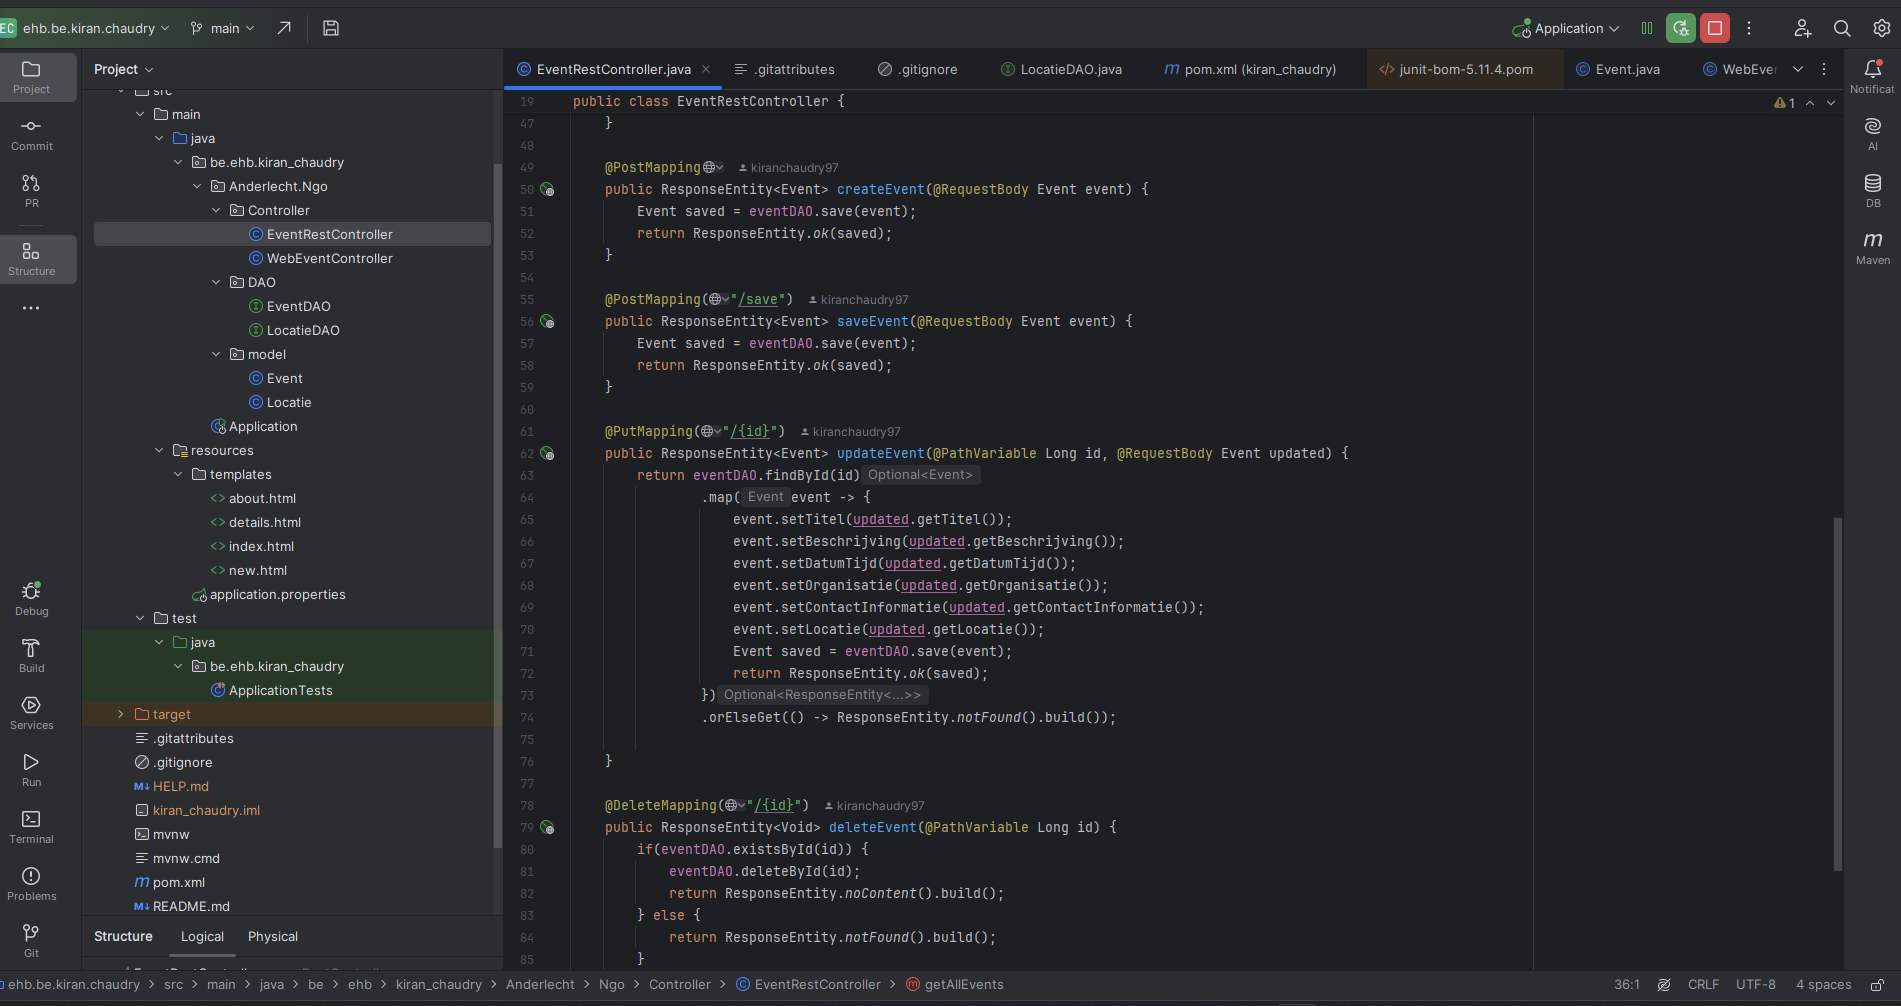 EC ehb.be.kiran.chaudry main Application
Project
Commit
PR
Structure
Debug
Build
Services
Run
Terminal
Problems
Git
Project
src
main
java
be.ehb.kiran_chaudry
Anderlecht.Ngo
Controller
EventRestController
WebEventController
DAO
EventDAO
LocatieDAO
model
Event
Locatie
Application
resources
templates
about.html
details.html
index.html
new.html
application.properties
test
java
be.ehb.kiran_chaudry
ApplicationTests
target
.gitattributes
.gitignore
HELP.md
kiran_chaudry.iml
mvnw
mvnw.cmd
pom.xml
README.md
Structure Logical Physical
EventRestController.java .gitattributes .gitignore LocatieDAO.java pom.xml (kiran_chaudry) junit-bom-5.11.4.pom Event.java WebEver
19 public class EventRestController {
1
47 }
48
49 @PostMapping kiranchaudry97
50 public ResponseEntity<Event> createEvent(@RequestBody Event event) {
51 Event saved = eventDAO.save(event);
52 return ResponseEntity.ok(saved);
53 }
54
55 @PostMapping("/save") kiranchaudry97
56 public ResponseEntity<Event> saveEvent(@RequestBody Event event) {
57 Event saved = eventDAO.save(event);
58 return ResponseEntity.ok(saved);
59 }
60
61 @PutMapping("/{id}") kiranchaudry97
62 public ResponseEntity<Event> updateEvent(@PathVariable Long id, @RequestBody Event updated) {
63 return eventDAO.findById(id) Optional<Event>
64 .map( Event event -> {
65 event.setTitel(updated.getTitel());
66 event.setBeschrijving(updated.getBeschrijving());
67 event.setDatumTijd(updated.getDatumTijd());
68 event.setOrganisatie(updated.getOrganisatie());
69 event.setContactInformatie(updated.getContactInformatie());
70 event.setLocatie(updated.getLocatie());
71 Event saved = eventDAO.save(event);
72 return ResponseEntity.ok(saved);
73 }) Optional<ResponseEntity<...>>
74 .orElseGet(() -> ResponseEntity.notFound().build());
75
76 }
77
78 @DeleteMapping("/{id}") kiranchaudry97
79 public ResponseEntity<Void> deleteEvent(@PathVariable Long id) {
80 if(eventDAO.existsById(id)) {
81 eventDAO.deleteById(id);
82 return ResponseEntity.noContent().build();
83 } else {
84 return ResponseEntity.notFound().build();
85 }
Notificat
AI
DB
m
Maven
ehb.be.kiran.chaudry > src > main > java > be > ehb > kiran_chaudry > Anderlecht > Ngo > Controller > EventRestController > getAllEvents 36:1 CRLF UTF-8 4 spaces